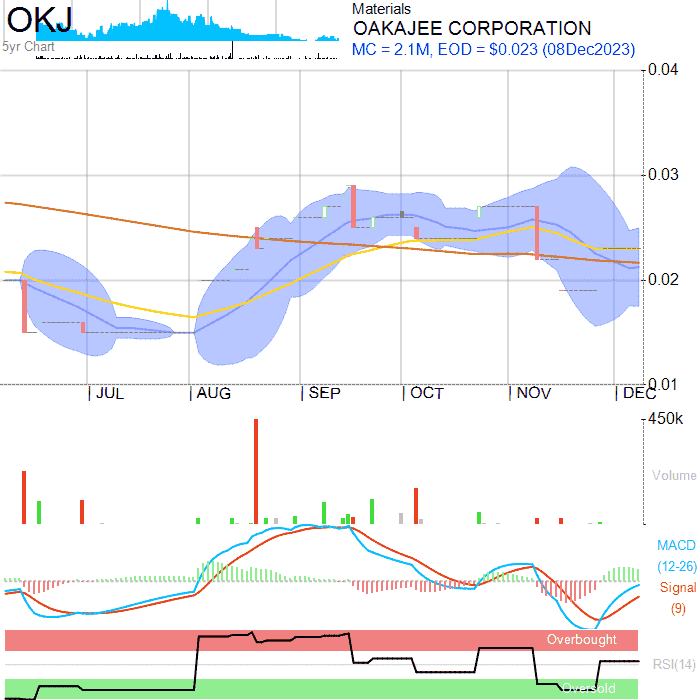 OKJ
5yr Chart
Materials
OAKAJEE CORPORATION
MC = 2.1M, EOD = $0.023 (08Dec2023)
0.04
0.03
0.02
0.01
JUL AUG SEP OCT NOV DEC
450k
Volume
MACD
(12-26)
Signal
(9)
Overbought
RSI(14)
Oversold